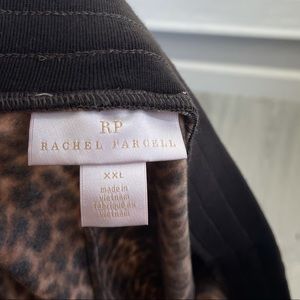 RP
RACHEL PARCELL
XXL
made in
vietnam
fabriqué au
vietnam